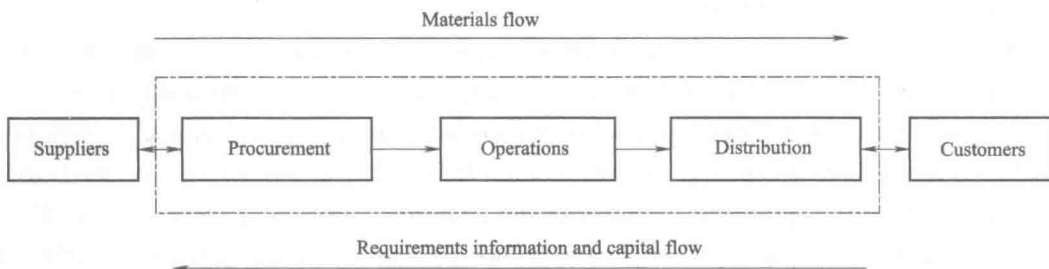 Materials flow
Suppliers
Procurement
Operations
Distribution
Customers
Requirements information and capital flow